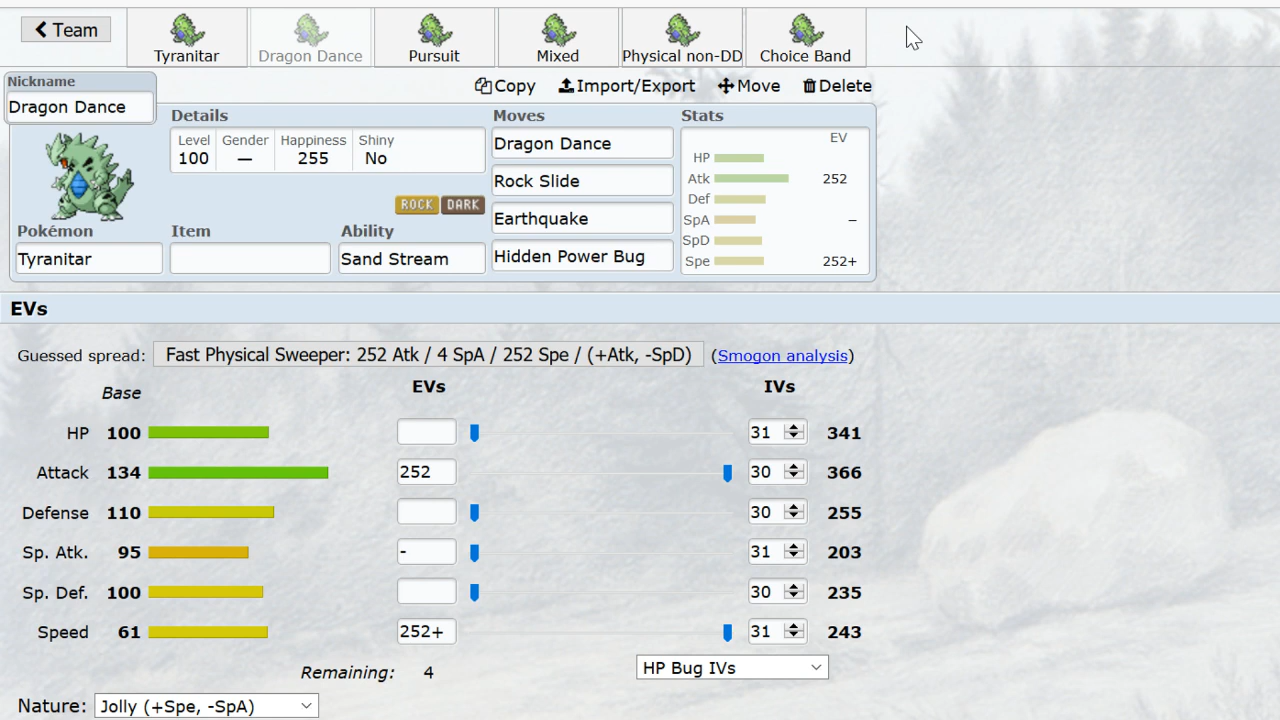 Team
Tyranitar
Dragon Dance
Pursuit
Mixed
Physical non-DD
Choice Band
Nickname
Dragon Dance
Copy
Import/Export
Move
Delete
Details
Level
100
Gender
—
Happiness
255
Shiny
No
ROCK DARK
Pokémon
Tyranitar
Item
Ability
Sand Stream
Moves
Dragon Dance
Rock Slide
Earthquake
Hidden Power Bug
Stats
EV
HP
Atk 252
Def
SpA –
SpD
Spe 252+
EVs
Guessed spread: Fast Physical Sweeper: 252 Atk / 4 SpA / 252 Spe / (+Atk, -SpD) (Smogon analysis)
Base EVs IVs
HP 100 31 341
Attack 134 252 30 366
Defense 110 30 255
Sp. Atk. 95 - 31 203
Sp. Def. 100 30 235
Speed 61 252+ 31 243
Remaining: 4 HP Bug IVs
Nature: Jolly (+Spe, -SpA)